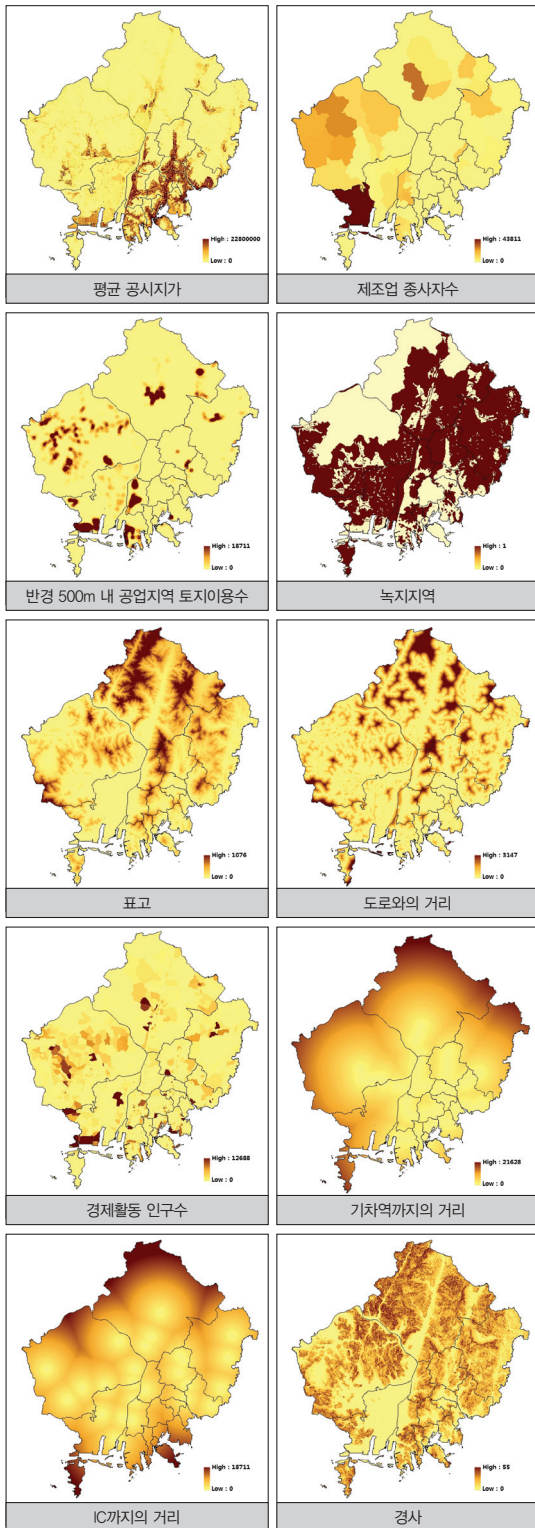 High : 22800000
Low : 0
평균 공시지가
High : 43811
Low : 0
제조업 종사자수
High : 18711
Low : 0
반경 500m 내 공업지역 토지이용수
High : 1
Low : 0
녹지지역
High : 1076
Low : 0
표고
High : 3147
Low : 0
도로와의 거리
High : 12688
Low : 0
경제활동 인구수
High : 21628
Low : 0
기차역까지의 거리
High : 18711
Low : 0
IC까지의 거리
High : 55
Low : 0
경사